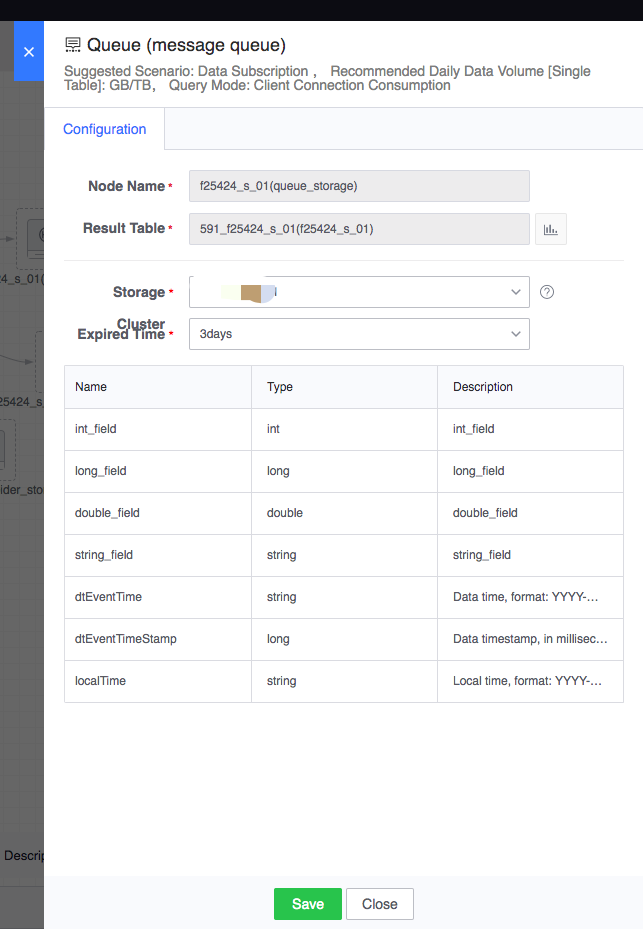 Queue (message queue)
Suggested Scenario: Data Subscription ,   Recommended Daily Data Volume [Single
Table]: GB/TB,   Query Mode: Client Connection Consumption
Configuration
Node Name * f25424_s_01(queue_storage)
Result Table * 591_f25424_s_01(f25424_s_01)
Storage *
Cluster
Expired Time * 3days
Name Type Description
int_field int int_field
long_field long long_field
double_field double double_field
string_field string string_field
dtEventTime string Data time, format: YYYY-...
dtEventTimeStamp long Data timestamp, in millisec...
localTime string Local time, format: YYYY-...
4_s_01(
25424_s
ider_sto
Descrip
Save Close